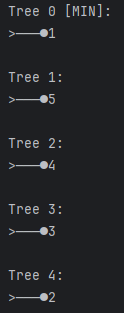 Tree 0 [MIN]:
>───●1
Tree 1:
>───●5
Tree 2:
>───●4
Tree 3:
>───●3
Tree 4:
>───●2